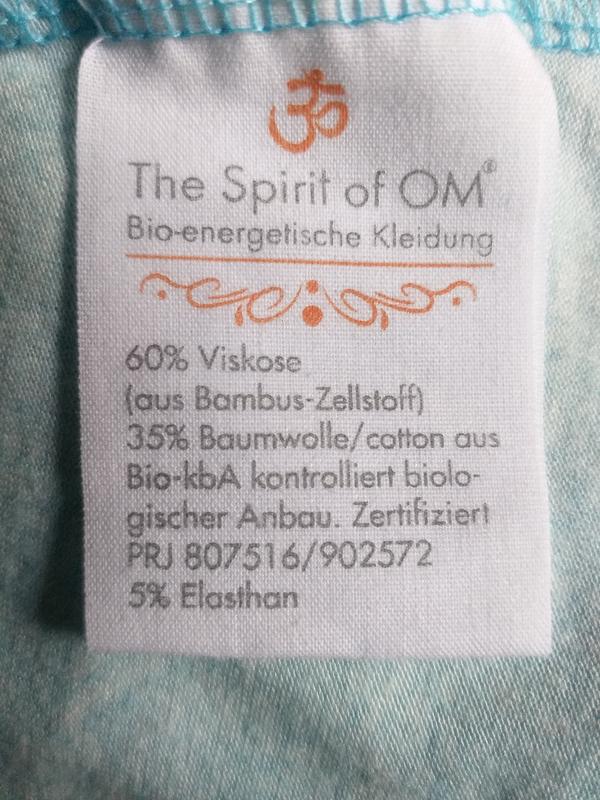 ॐ
The Spirit of OM®
Bio-energetische Kleidung
60% Viskose
(aus Bambus-Zellstoff)
35% Baumwolle/cotton aus
Bio-kbA kontrolliert biolo-
gischer Anbau. Zertifiziert
PRJ 807516/902572
5% Elasthan